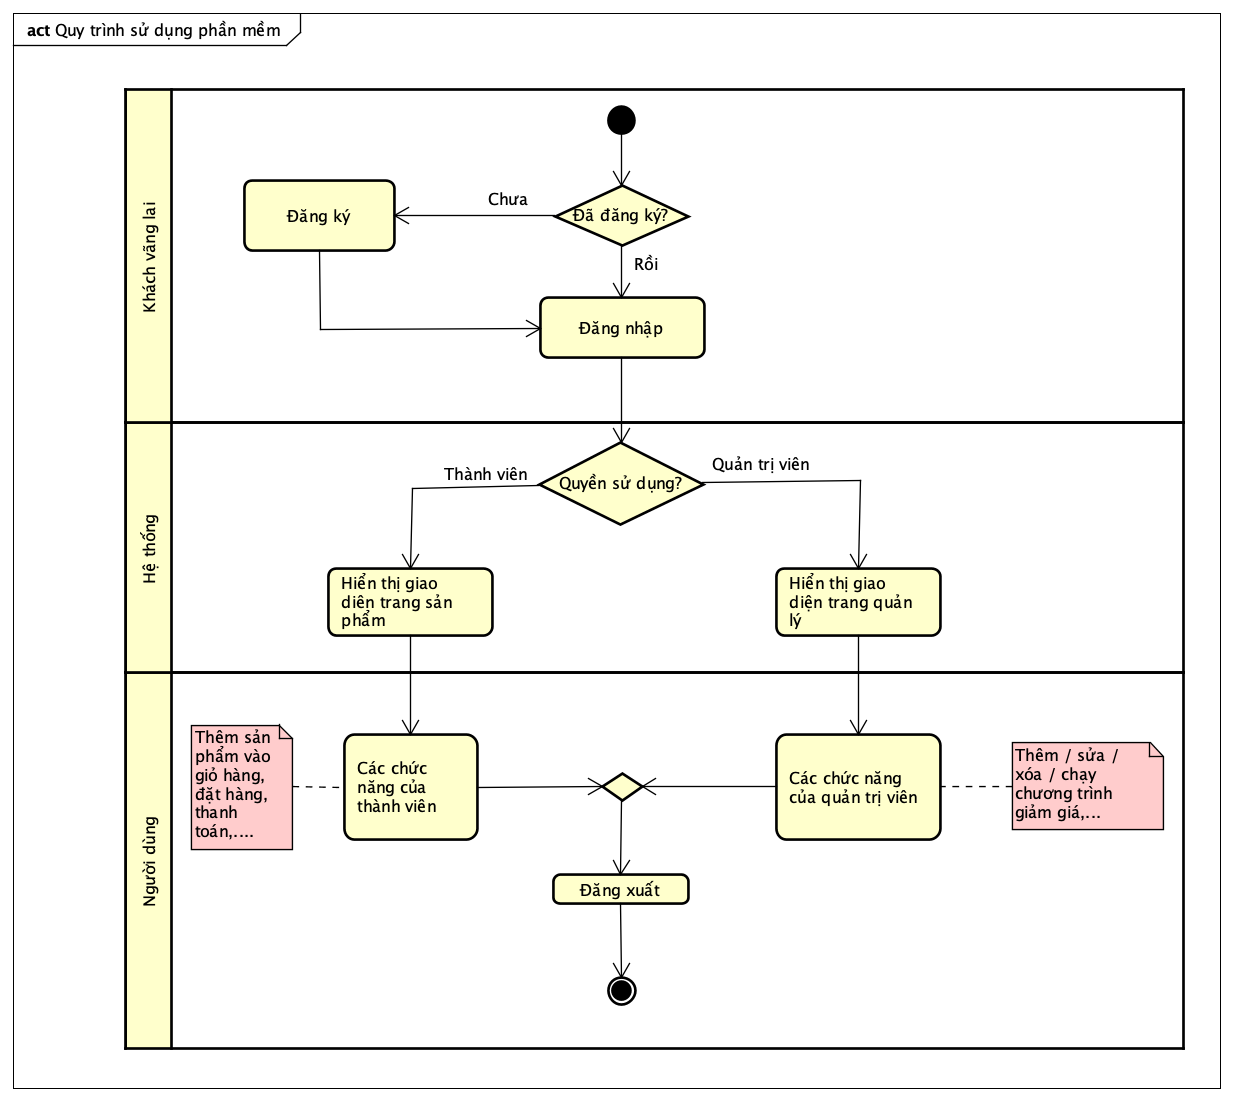 act Quy trình sử dụng phần mềm
Khách vãng lai
Đã đăng ký?
Chưa
Đăng ký
Rồi
Đăng nhập
Hệ thống
Quyền sử dụng?
Thành viên
Quản trị viên
Hiển thị giao
diên trang sản
phẩm
Hiển thị giao
diện trang quản
lý
Người dùng
Thêm sản
phẩm vào
giỏ hàng,
đặt hàng,
thanh
toán,....
Các chức
năng của
thành viên
Các chức năng
của quản trị viên
Thêm / sửa /
xóa / chạy
chương trình
giảm giá,...
Đăng xuất